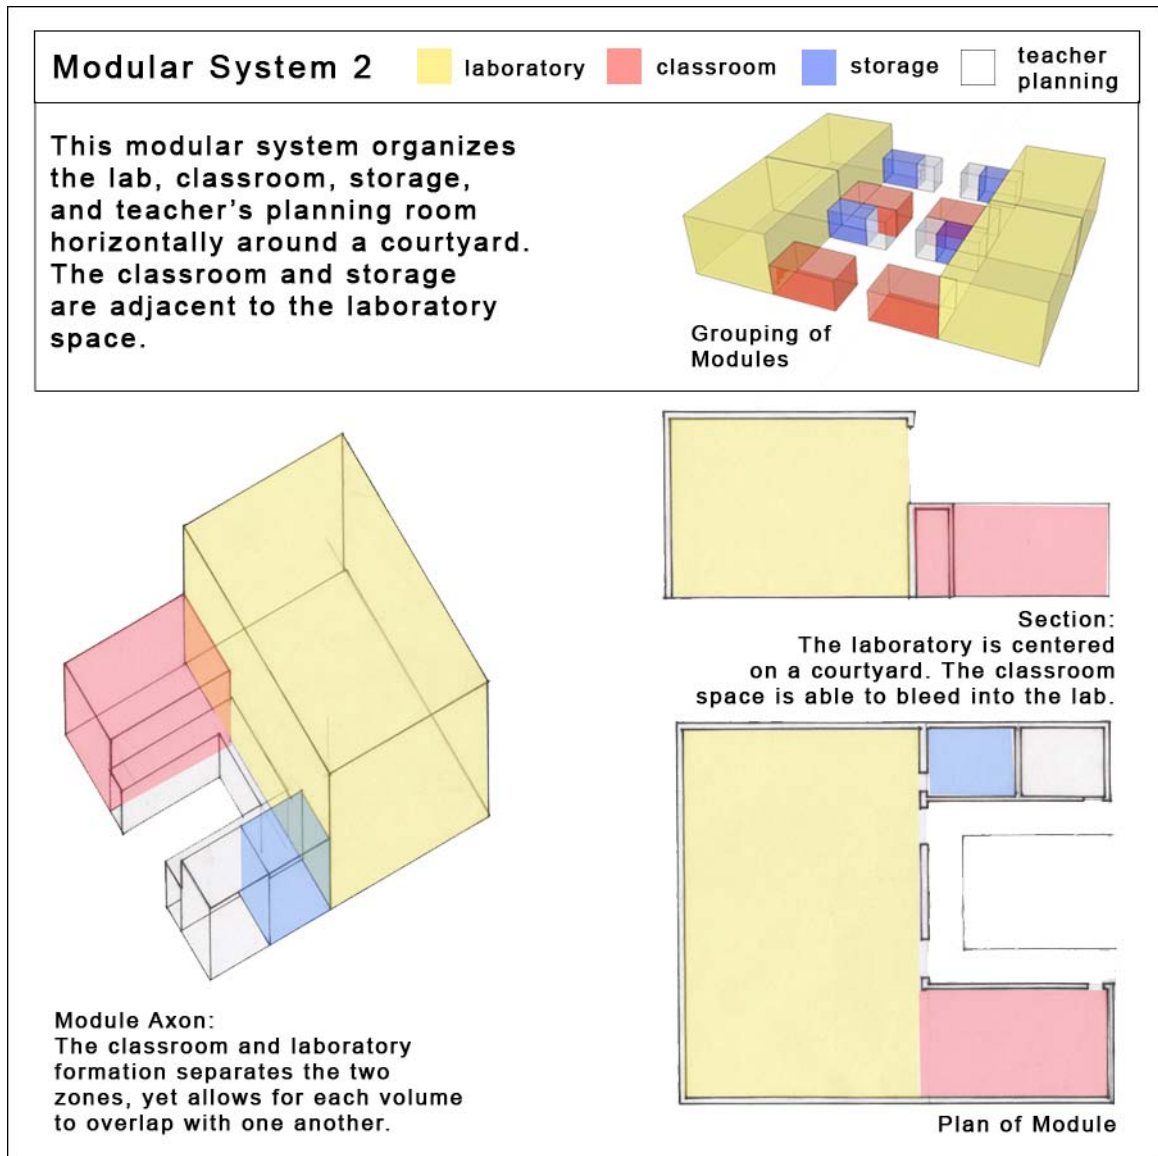 Modular System 2
laboratory
classroom
storage
teacher
planning
This modular system organizes
the lab, classroom, storage,
and teacher's planning room
horizontally around a courtyard.
The classroom and storage
are adjacent to the laboratory
space.
Grouping of
Modules
Section:
The laboratory is centered
on a courtyard. The classroom
space is able to bleed into the lab.
Module Axon:
The classroom and laboratory
formation separates the two
zones, yet allows for each volume
to overlap with one another.
Plan of Module